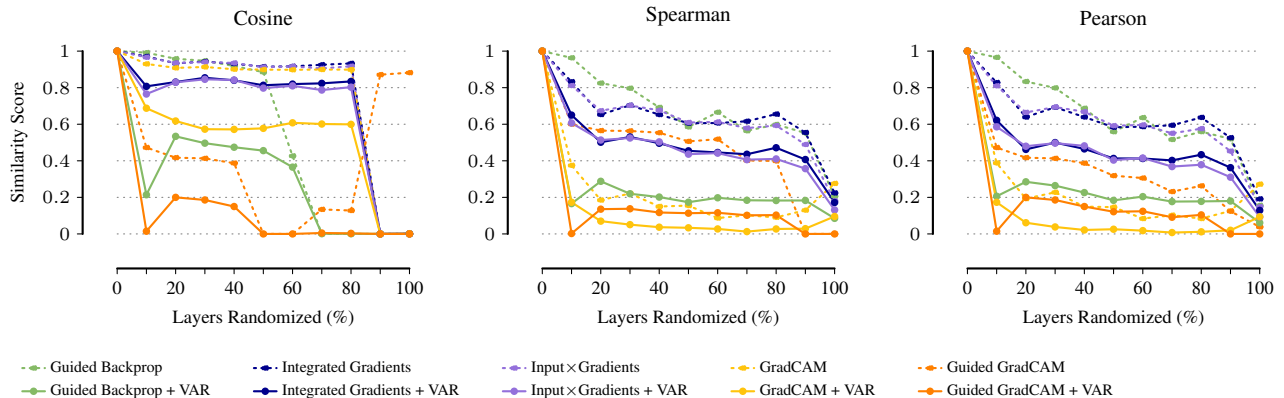 Cosine
Spearman
Pearson
Similarity Score
1
0.8
0.6
0.4
0.2
0
0 20 40 60 80 100
Layers Randomized (%)
1
0.8
0.6
0.4
0.2
0
0 20 40 60 80 100
Layers Randomized (%)
1
0.8
0.6
0.4
0.2
0
0 20 40 60 80 100
Layers Randomized (%)
Guided Backprop Integrated Gradients Input×Gradients GradCAM Guided GradCAM
Guided Backprop + VAR Integrated Gradients + VAR Input×Gradients + VAR GradCAM + VAR Guided GradCAM + VAR